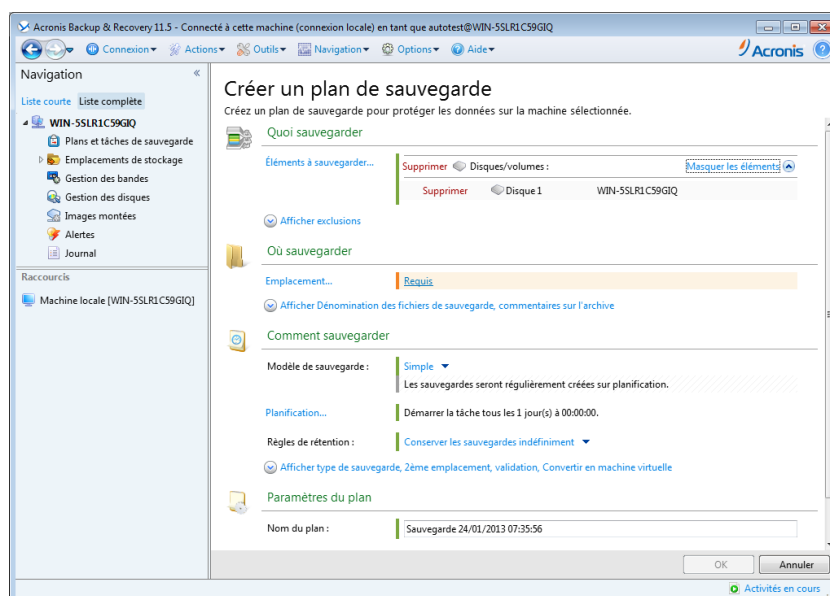 Acronis Backup & Recovery 11.5 - Connecté à cette machine (connexion locale) en tant que autotest@WIN-5SLR1C59GIQ
Connexion Actions Outils Navigation Options Aide Acronis
Navigation
Liste courte Liste complète
WIN-5SLR1C59GIQ
Plans et tâches de sauvegarde
Emplacements de stockage
Gestion des bandes
Gestion des disques
Images montées
Alertes
Journal
Raccourcis
Machine locale [WIN-5SLR1C59GIQ]
Créer un plan de sauvegarde
Créez un plan de sauvegarde pour protéger les données sur la machine sélectionnée.
Quoi sauvegarder
Éléments à sauvegarder... Supprimer Disques/volumes : Masquer les éléments
Supprimer Disque 1 WIN-5SLR1C59GIQ
Afficher exclusions
Où sauvegarder
Emplacement... Requis
Afficher Dénomination des fichiers de sauvegarde, commentaires sur l'archive
Comment sauvegarder
Modèle de sauvegarde : Simple
Les sauvegardes seront régulièrement créées sur planification.
Planification... Démarrer la tâche tous les 1 jour(s) à 00:00:00.
Règles de rétention : Conserver les sauvegardes indéfiniment
Afficher type de sauvegarde, 2ème emplacement, validation, Convertir en machine virtuelle
Paramètres du plan
Nom du plan : Sauvegarde 24/01/2013 07:35:56
OK Annuler
Activités en cours